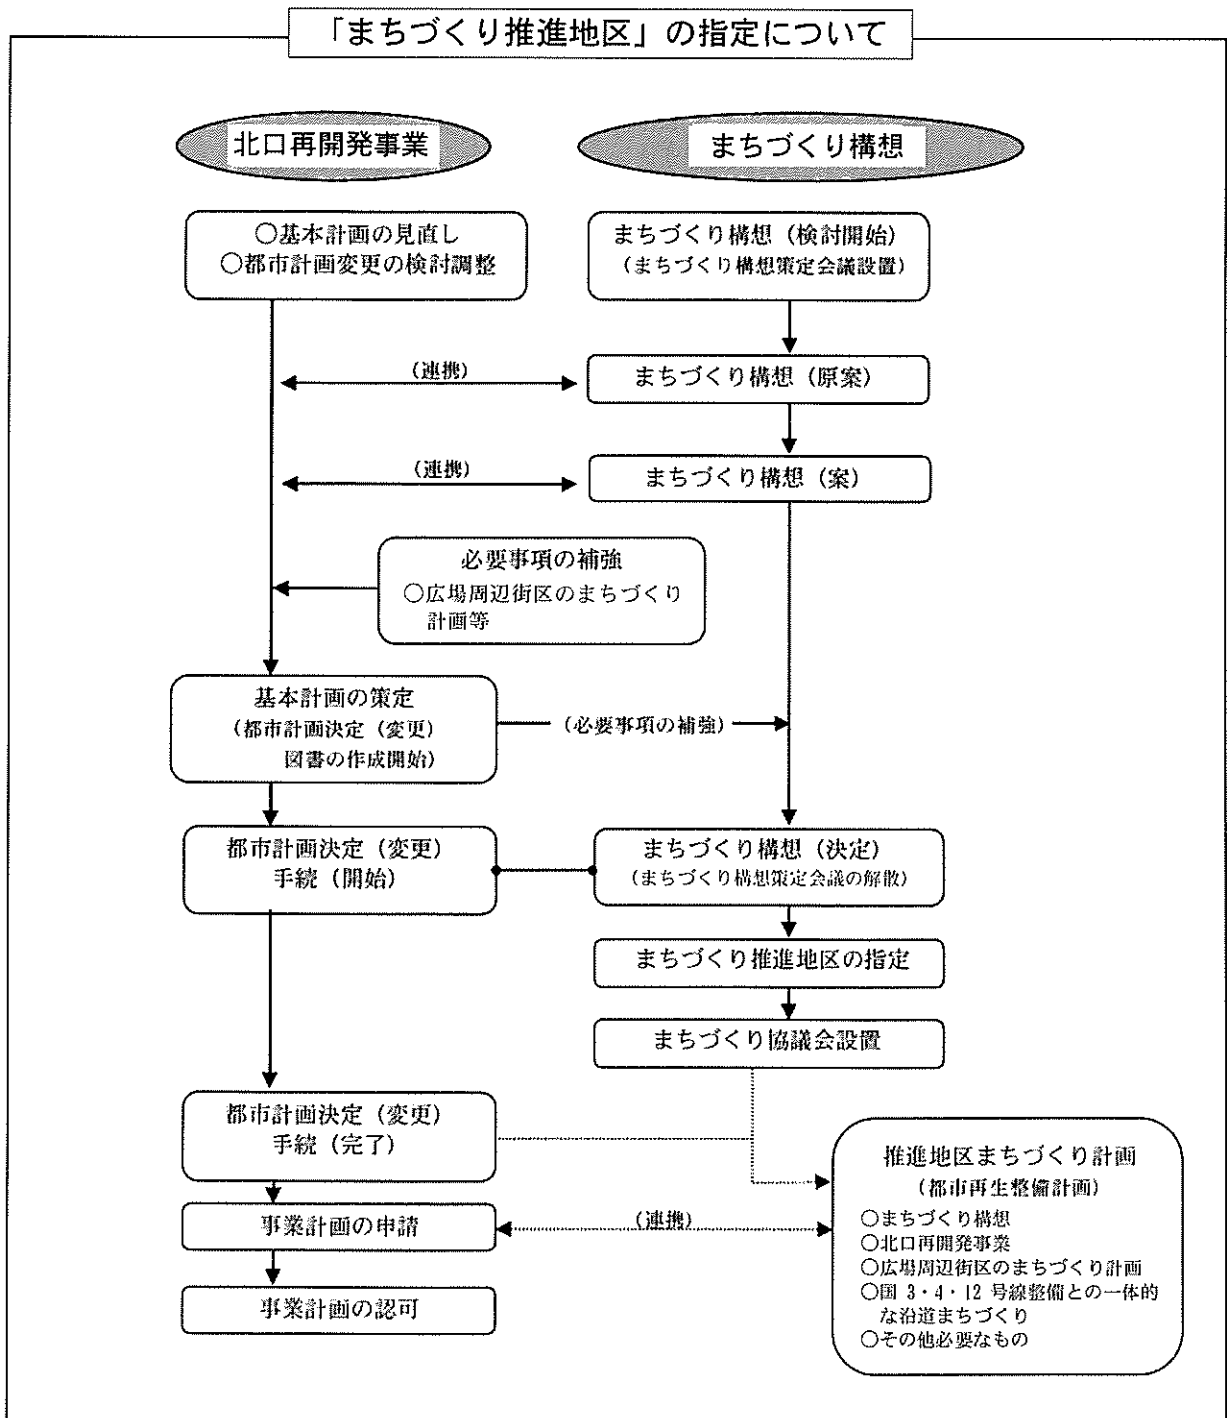 「まちづくり推進地区」の指定について
北口再開発事業
まちづくり構想
○基本計画の見直し
○都市計画変更の検討調整
まちづくり構想（検討開始）
（まちづくり構想策定会議設置）
（連携）
まちづくり構想（原案）
（連携）
まちづくり構想（案）
必要事項の補強
○広場周辺街区のまちづくり
計画等
基本計画の策定
（都市計画決定（変更）
図書の作成開始）
（必要事項の補強）
都市計画決定（変更）
手続（開始）
まちづくり構想（決定）
（まちづくり構想策定会議の解散）
まちづくり推進地区の指定
まちづくり協議会設置
都市計画決定（変更）
手続（完了）
推進地区まちづくり計画
（都市再生整備計画）
○まちづくり構想
○北口再開発事業
○広場周辺街区のまちづくり計画
○国 3・4・12 号線整備との一体的
な沿道まちづくり
○その他必要なもの
事業計画の申請
（連携）
事業計画の認可